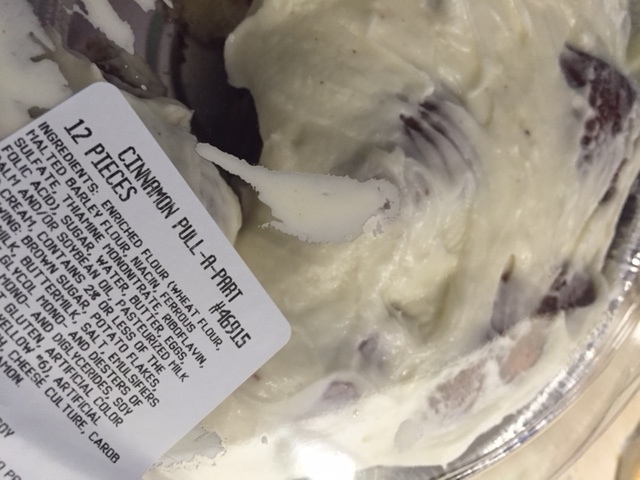 CINNAMON PULL-A-PART
12 PIECES #46915
INGREDIENTS: ENRICHED FLOUR (WHEAT FLOUR,
MALTED BARLEY FLOUR, NIACIN, FERROUS
SULFATE, THIAMINE MONONITRATE, RIBOFLAVIN,
FOLIC ACID), SUGAR, WATER, BUTTER, EGGS,
AND/OR SOYBEAN OIL, PASTEURIZED MILK
CREAM, CONTAINS 2% OR LESS OF THE
BROWN SUGAR, POTATO FLAKES,
BUTTERMILK, SALT, EMULSIFIERS
GLYCOL MONO- AND DIESTERS OF
MONO- AND DIGLYCERIDES, SOY
GLUTEN, ARTIFICIAL COLOR
#6), ARTIFICIAL
CHEESE CULTURE, CAROB